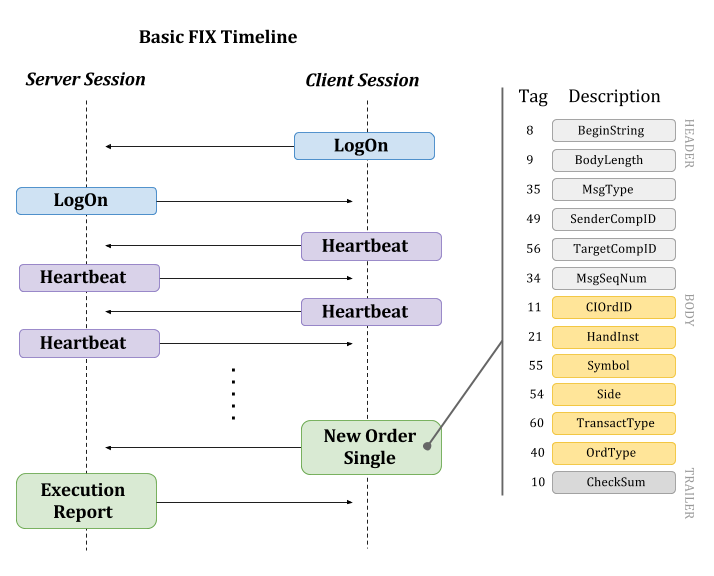 Basic FIX Timeline
Server Session
Client Session
LogOn
LogOn
Heartbeat
Heartbeat
Heartbeat
Heartbeat
New Order
Single
Execution
Report
Tag Description
8 BeginString
9 BodyLength
35 MsgType
49 SenderCompID
56 TargetCompID
34 MsgSeqNum
11 ClOrdID
21 HandInst
55 Symbol
54 Side
60 TransactType
40 OrdType
10 CheckSum
HEADER
BODY
TRAILER